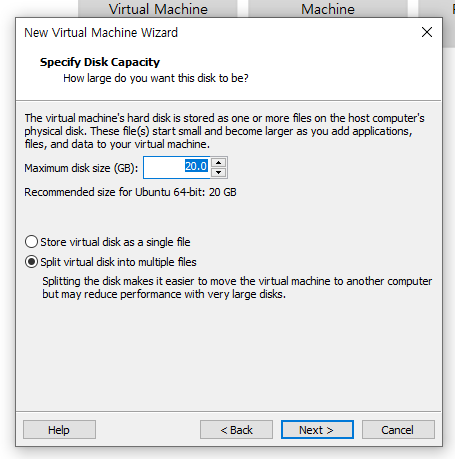 Virtual Machine
Machine
New Virtual Machine Wizard
Specify Disk Capacity
How large do you want this disk to be?
The virtual machine's hard disk is stored as one or more files on the host computer's
physical disk. These file(s) start small and become larger as you add applications,
files, and data to your virtual machine.
Maximum disk size (GB): 20.0
Recommended size for Ubuntu 64-bit: 20 GB
Store virtual disk as a single file
Split virtual disk into multiple files
Splitting the disk makes it easier to move the virtual machine to another computer
but may reduce performance with very large disks.
Help < Back Next > Cancel